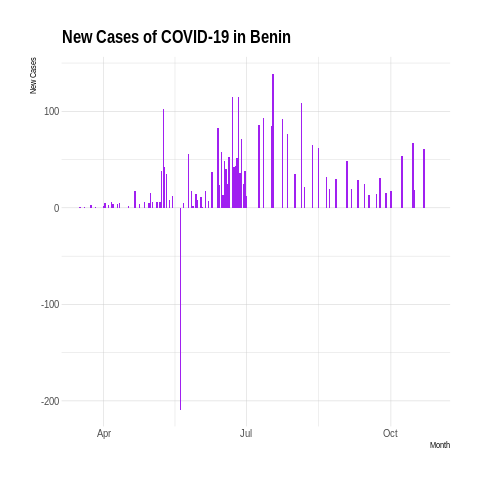 New Cases of COVID-19 in Benin
New Cases
100
0
-100
-200
Apr
Jul
Oct
Month